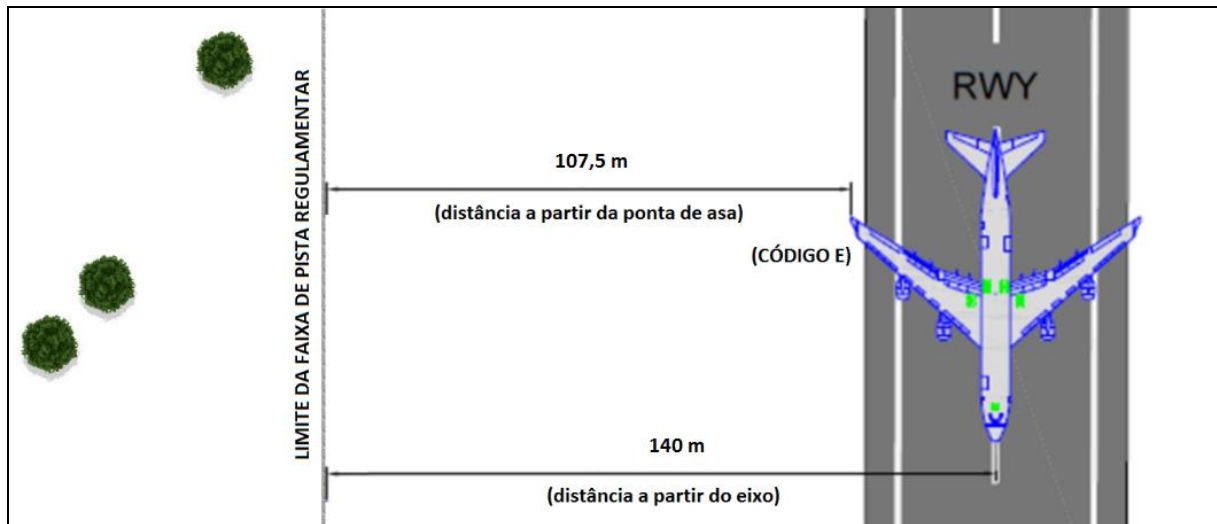 RWY
LIMITE DA FAIXA DE PISTA REGULAMENTAR
107,5 m
(distância a partir da ponta de asa)
(CÓDIGO E)
140 m
(distância a partir do eixo)